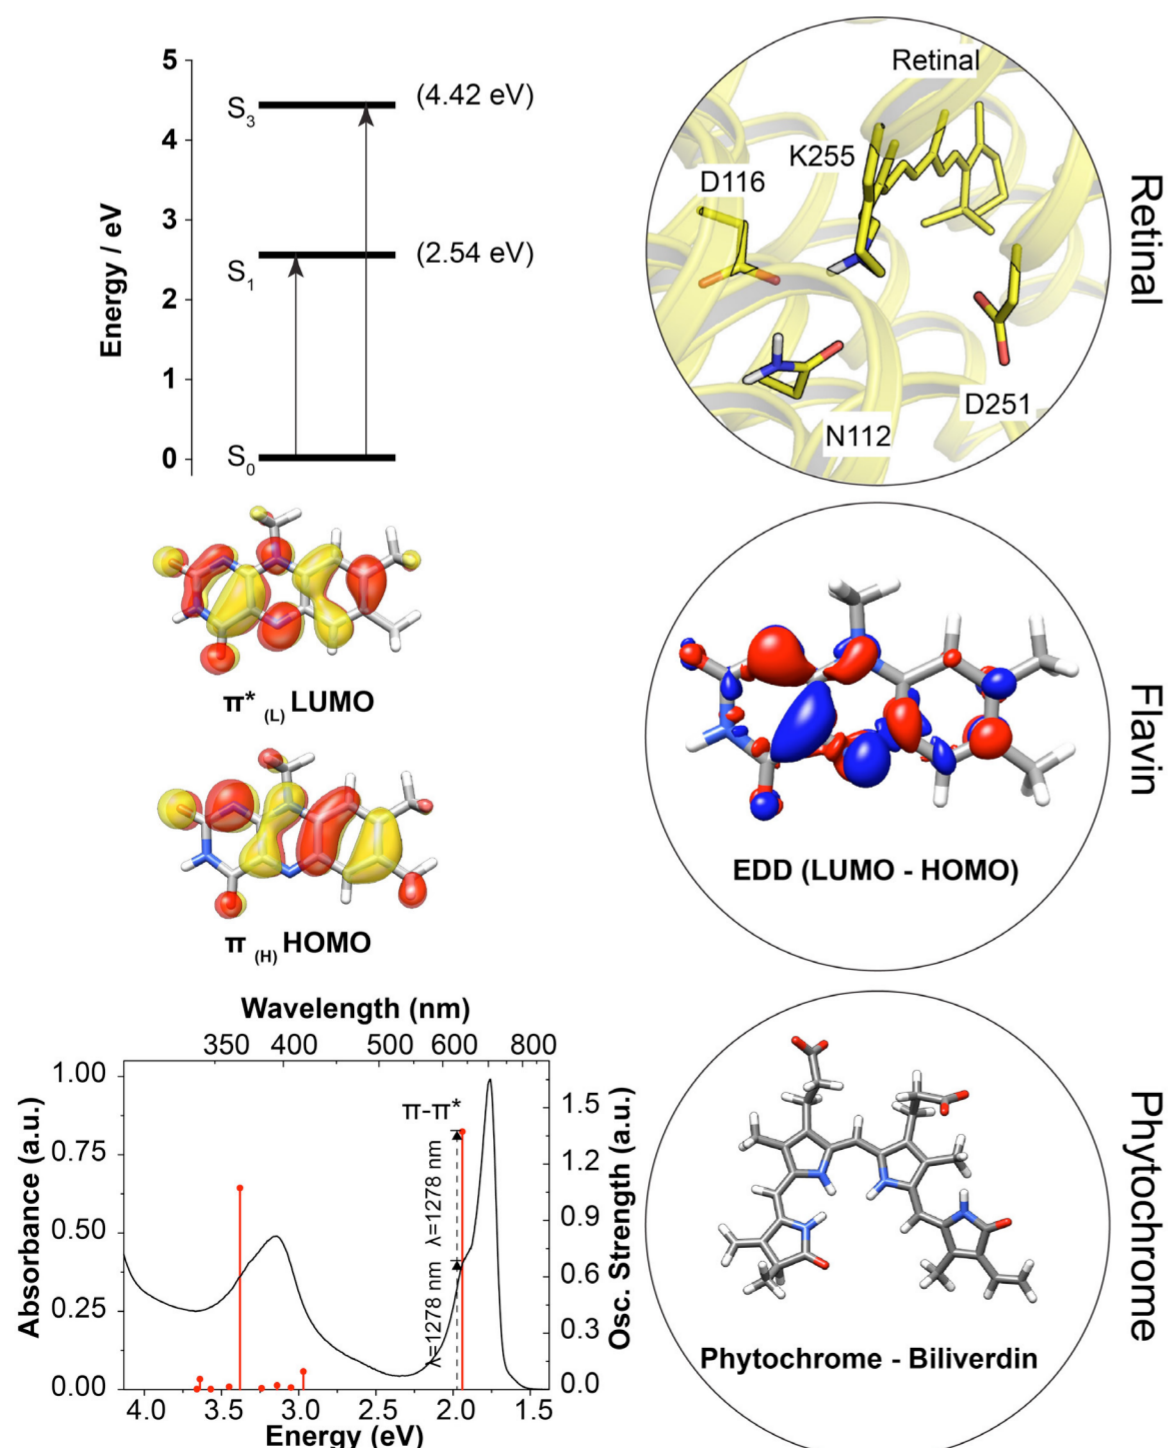 5
4
3
2
1
0
Energy / eV
S3
(4.42 eV)
S1
(2.54 eV)
S0
Retinal
K255
D116
D251
N112
Retinal
π* (L) LUMO
π (H) HOMO
EDD (LUMO - HOMO)
Flavin
Wavelength (nm)
350 400 500 600 800
1.00
0.75
0.50
0.25
0.00
Absorbance (a.u.)
π-π*
λ=1278 nm
λ=1278 nm
1.5
1.2
0.9
0.6
0.3
0.0
Osc. Strength (a.u.)
4.0 3.5 3.0 2.5 2.0 1.5
Energy (eV)
Phytochrome - Biliverdin
Phytochrome